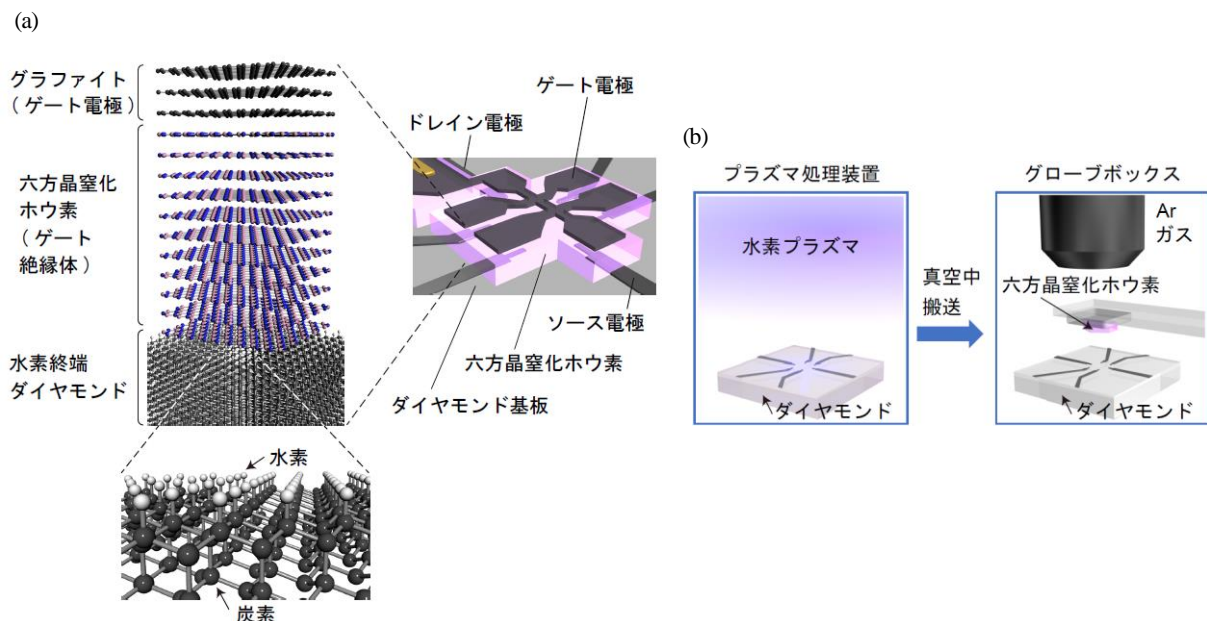 (a)
グラファイト
( ゲート電極 )
六方晶窒化
ホウ素
( ゲート
絶縁体 )
水素終端
ダイヤモンド
水素
炭素
ゲート電極
ドレイン電極
ソース電極
六方晶窒化ホウ素
ダイヤモンド基板
(b)
プラズマ処理装置
水素プラズマ
ダイヤモンド
真空中
搬送
グローブボックス
Ar
ガス
六方晶窒化ホウ素
ダイヤモンド